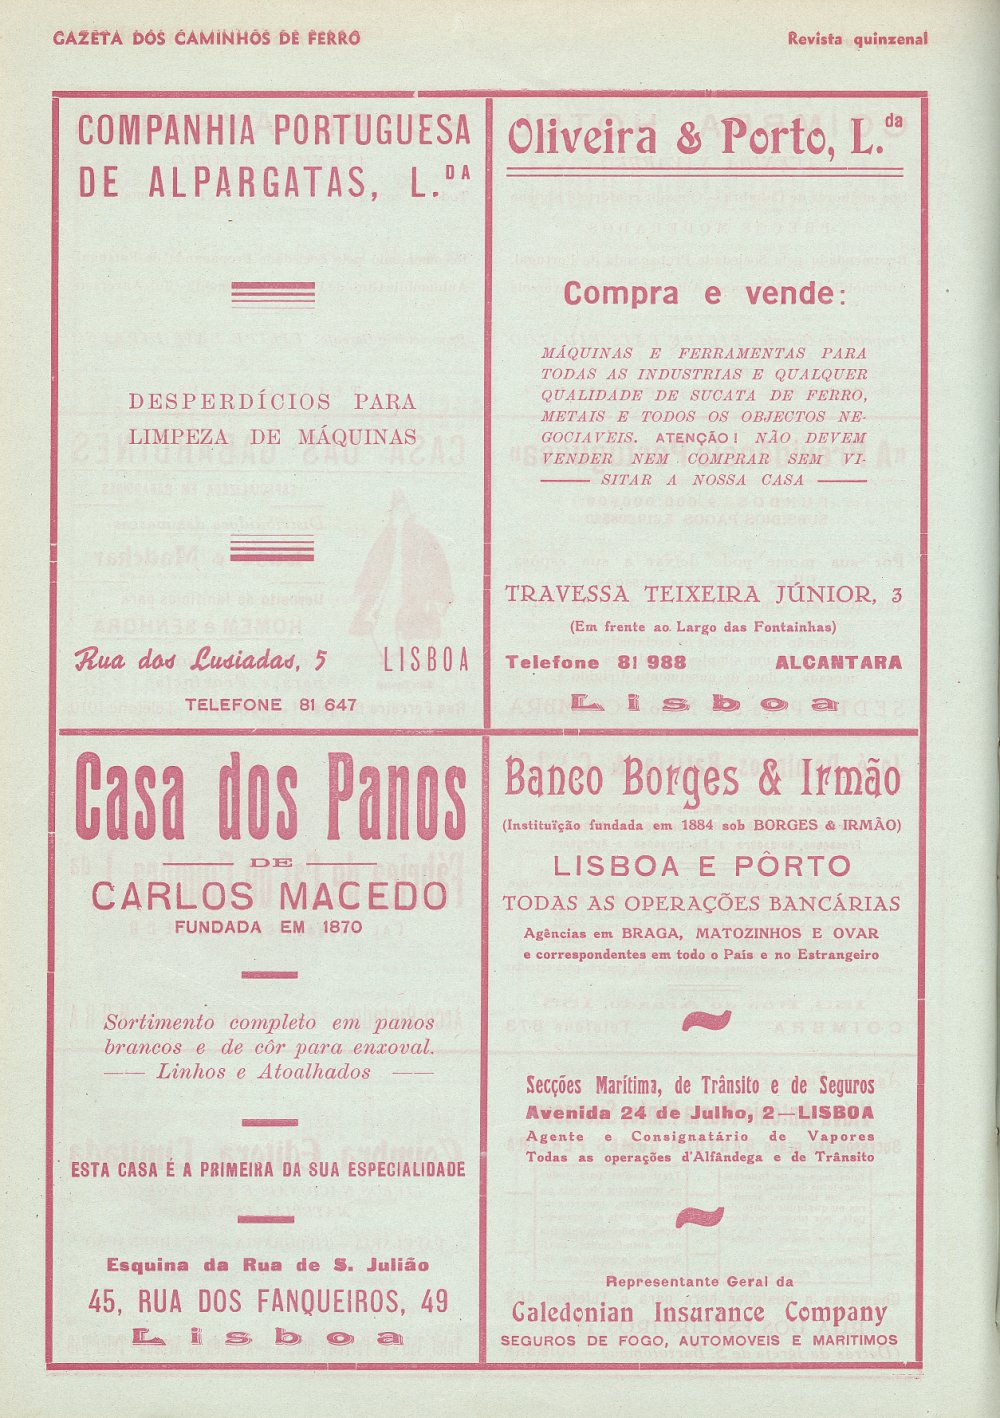 GAZETA DOS CAMINHOS DE FERRO
Revista quinzenal
COMPANHIA PORTUGUESA
DE ALPARGATAS, L.DA
DESPERDÍCIOS PARA
LIMPEZA DE MÁQUINAS
Rua dos Lusiadas, 5 LISBOA
TELEFONE 81 647
Oliveira & Porto, L.da
Compra e vende:
MÁQUINAS E FERRAMENTAS PARA
TODAS AS INDUSTRIAS E QUALQUER
QUALIDADE DE SUCATA DE FERRO,
METAIS E TODOS OS OBJECTOS NE-
GOCIAVEIS. ATENÇÃO! NÃO DEVEM
VENDER NEM COMPRAR SEM VI-
SITAR A NOSSA CASA
TRAVESSA TEIXEIRA JÚNIOR, 3
(Em frente ao Largo das Fontainhas)
Telefone 81 988 ALCANTARA
Lisboa
Casa dos Panos
DE
CARLOS MACEDO
FUNDADA EM 1870
Sortimento completo em panos
brancos e de côr para enxoval.
Linhos e Atoalhados
ESTA CASA É A PRIMEIRA DA SUA ESPECIALIDADE
Esquina da Rua de S. Julião
45, RUA DOS FANQUEIROS, 49
Lisboa
Banco Borges & Irmão
(Instituïção fundada em 1884 sob BORGES & IRMÃO)
LISBOA E PÔRTO
TODAS AS OPERAÇÕES BANCÁRIAS
Agências em BRAGA, MATOZINHOS E OVAR
e correspondentes em todo o País e no Estrangeiro
Secções Marítima, de Trânsito e de Seguros
Avenida 24 de Julho, 2—LISBOA
Agente e Consignatário de Vapores
Todas as operações d'Alfândega e de Trânsito
Representante Geral da
Caledonian Insurance Company
SEGUROS DE FOGO, AUTOMOVEIS E MARITIMOS